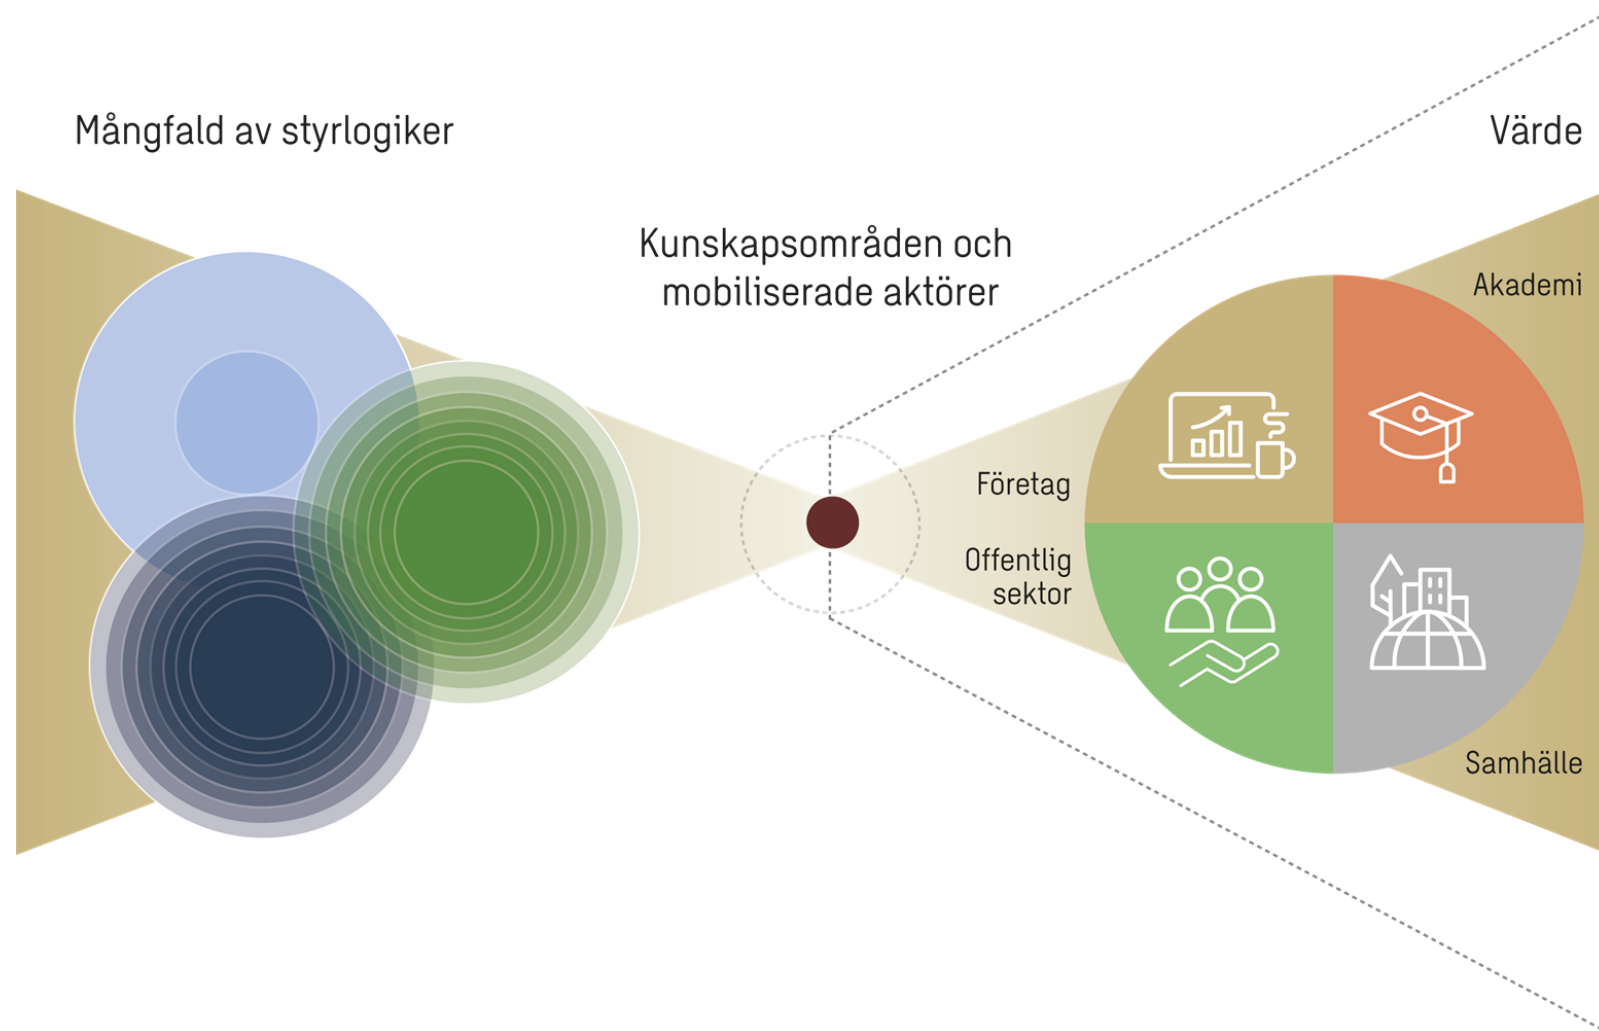 Mångfald av styrlogiker
Kunskapsområden och
mobiliserade aktörer
Värde
Akademi
Företag
Offentlig
sektor
Samhälle